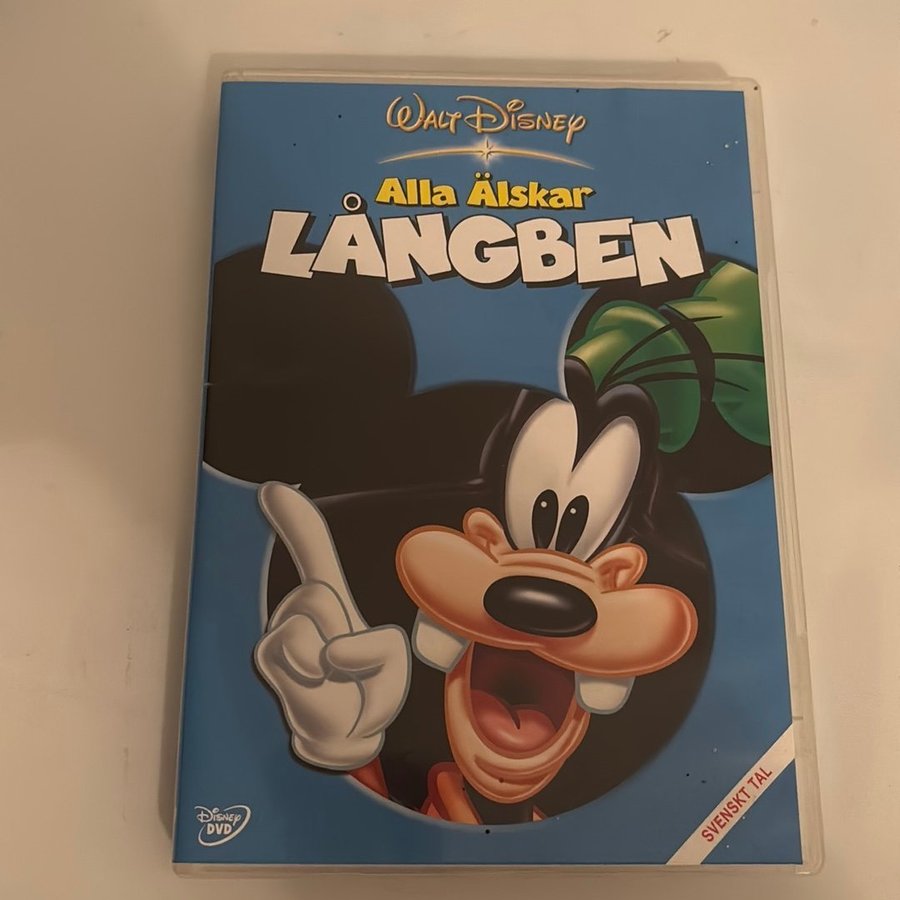 Walt Disney
Alla Älskar
LÅNGBEN
Disney
DVD
SVENSKT TAL